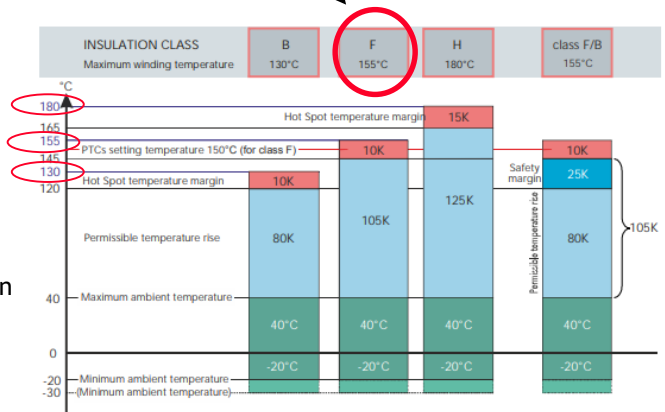 INSULATION CLASS B F H class F/B
Maximum winding temperature 130°C 155°C 180°C 155°C
°C
180
Hot Spot temperature margin 15K
165
155
PTCs setting temperature 150°C (for class F) 10K 10K
145
130
Hot Spot temperature margin 10K
Safety
margin 25K
120
125K
105K
105K
Permissible temperature rise 80K 80K
Permissible temperature rise
n
40 Maximum ambient temperature
40°C 40°C 40°C 40°C
0
-20°C -20°C -20°C -20°C
-20 Minimum ambient temperature
-30 (Minimum ambient temperature)